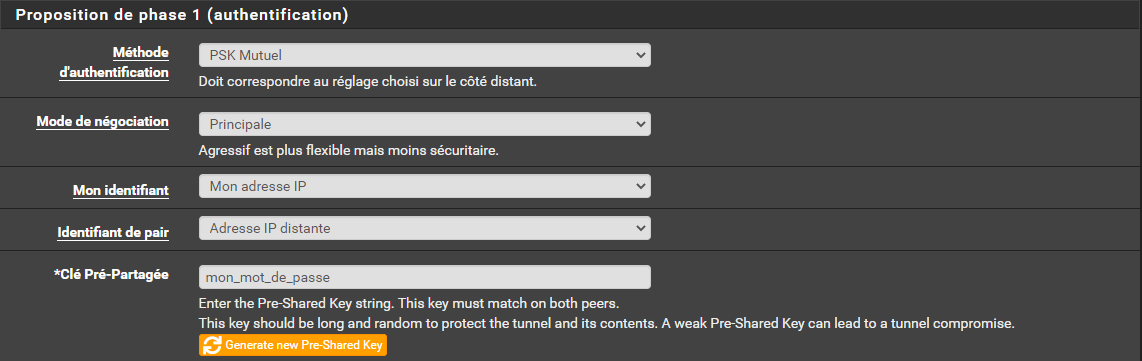 Proposition de phase 1 (authentification)
Méthode
d'authentification
PSK Mutuel
Doit correspondre au réglage choisi sur le côté distant.
Mode de négociation
Principale
Agressif est plus flexible mais moins sécuritaire.
Mon identifiant
Mon adresse IP
Identifiant de pair
Adresse IP distante
*Clé Pré-Partagée
mon_mot_de_passe
Enter the Pre-Shared Key string. This key must match on both peers.
This key should be long and random to protect the tunnel and its contents. A weak Pre-Shared Key can lead to a tunnel compromise.
Generate new Pre-Shared Key